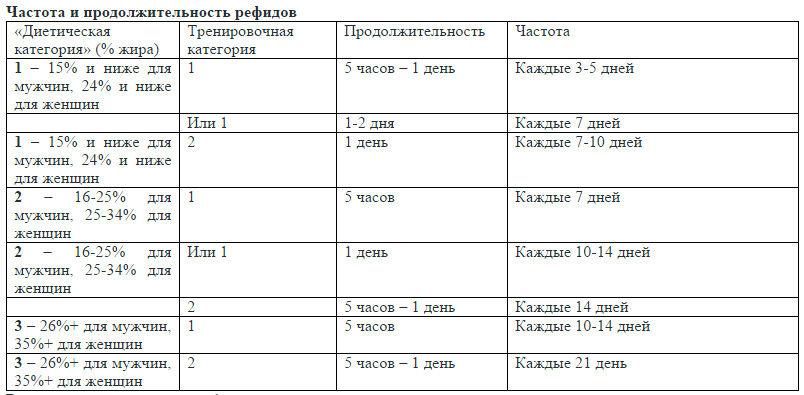 Частота и продолжительность рефидов
«Диетическая категория» (% жира) Тренировочная категория Продолжительность Частота
1 – 15% и ниже для мужчин, 24% и ниже для женщин 1 5 часов – 1 день Каждые 3-5 дней
Или 1 1-2 дня Каждые 7 дней
1 – 15% и ниже для мужчин, 24% и ниже для женщин 2 1 день Каждые 7-10 дней
2 – 16-25% для мужчин, 25-34% для женщин 1 5 часов Каждые 7 дней
2 – 16-25% для мужчин, 25-34% для женщин Или 1 1 день Каждые 10-14 дней
2 5 часов – 1 день Каждые 14 дней
3 – 26%+ для мужчин, 35%+ для женщин 1 5 часов Каждые 10-14 дней
3 – 26%+ для мужчин, 35%+ для женщин 2 5 часов – 1 день Каждые 21 день